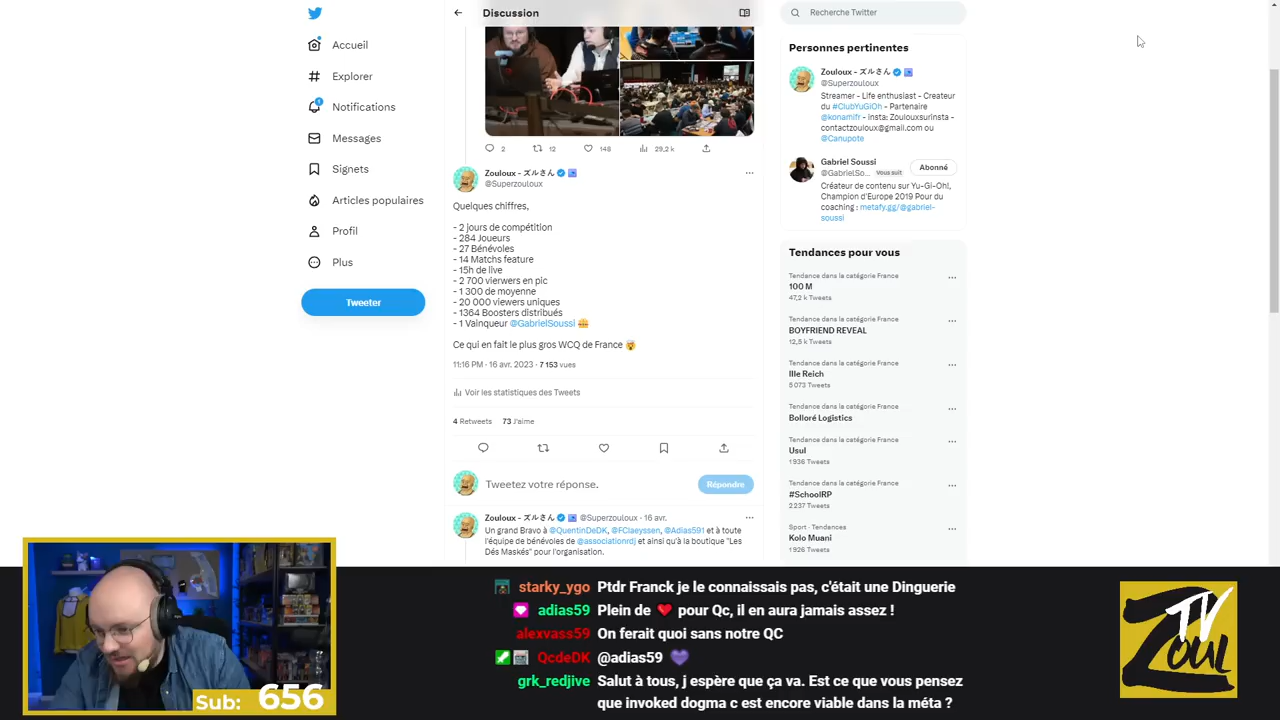 Discussion
Recherche Twitter
Accueil
Explorer
Notifications
1
Messages
Signets
Articles populaires
Profil
Plus
Tweeter
2
12
148
29,2 k
Zouloux - ズルさん
@Superzouloux
Quelques chiffres,
- 2 jours de compétition
- 284 Joueurs
- 27 Bénévoles
- 14 Matchs feature
- 15h de live
- 2 700 vierwers en pic
- 1 300 de moyenne
- 20 000 viewers uniques
- 1364 Boosters distribués
- 1 Vainqueur @GabrielSoussi
Ce qui en fait le plus gros WCQ de France
11:16 PM · 16 avr. 2023 · 7 153 vues
Voir les statistiques des Tweets
4 Retweets 73 J'aime
Tweetez votre réponse.
Répondre
Zouloux - ズルさん @Superzouloux · 16 avr.
Un grand Bravo à @QuentinDeDK, @FClaeyssen, @Adias591 et à toute
l'équipe de bénévoles de @associationrdj et ainsi qu'à la boutique "Les
Dés Maskés" pour l'organisation.
Personnes pertinentes
Zouloux - ズルさん
@Superzouloux
Streamer - Life enthusiast - Createur
du #ClubYuGiOh - Partenaire
@konamifr - insta: Zoulouxsurinsta -
contactzouloux@gmail.com ou
@Canupote
Gabriel Soussi
@GabrielSo... Vous suit
Abonné
Créateur de contenu sur Yu-Gi-Oh!,
Champion d'Europe 2019 Pour du
coaching : metafy.gg/@gabriel-
soussi
Tendances pour vous
Tendance dans la catégorie France
100 M
47,2 k Tweets
Tendance dans la catégorie France
BOYFRIEND REVEAL
12,5 k Tweets
Tendance dans la catégorie France
IIIe Reich
5 073 Tweets
Tendance dans la catégorie France
Bolloré Logistics
Tendance dans la catégorie France
Usul
1 936 Tweets
Tendance dans la catégorie France
#SchoolRP
2 237 Tweets
Sport · Tendances
Kolo Muani
1 926 Tweets
starky_ygo Ptdr Franck je le connaissais pas, c'était une Dinguerie
adias59 Plein de ❤ pour Qc, il en aura jamais assez !
alexvass59 On ferait quoi sans notre QC
QcdeDK @adias59 💜
grk_redjive Salut à tous, j espère que ça va. Est ce que vous pensez
que invoked dogma c est encore viable dans la méta ?
Sub: 656
TV
ZOUL